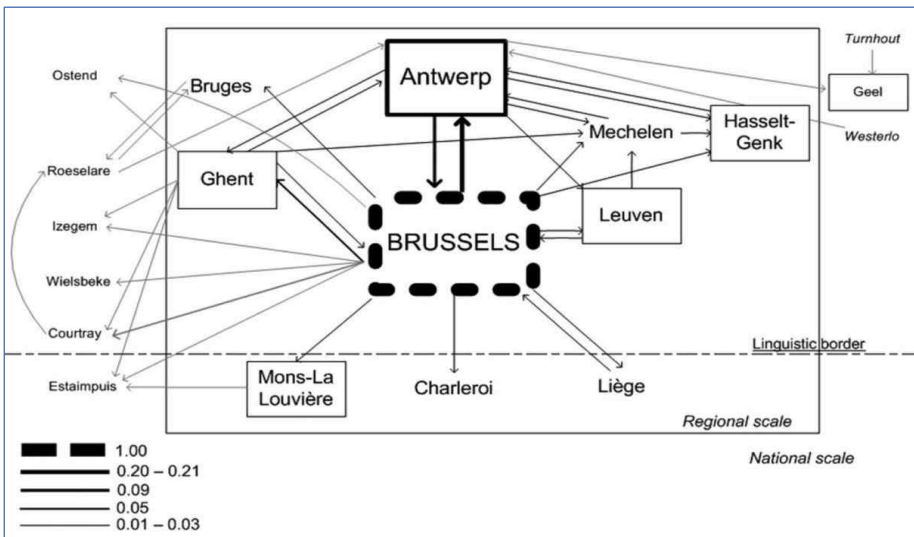 Turnhout
Ostend
Bruges
Antwerp
Geel
Mechelen
Hasselt-
Genk
Westerlo
Roeselare
Ghent
Leuven
Izegem
BRUSSELS
Wielsbeke
Courtray
Linguistic border
Estaimpuis
Mons-La
Louvière
Charleroi
Liège
Regional scale
National scale
1.00
0.20 – 0.21
0.09
0.05
0.01 – 0.03